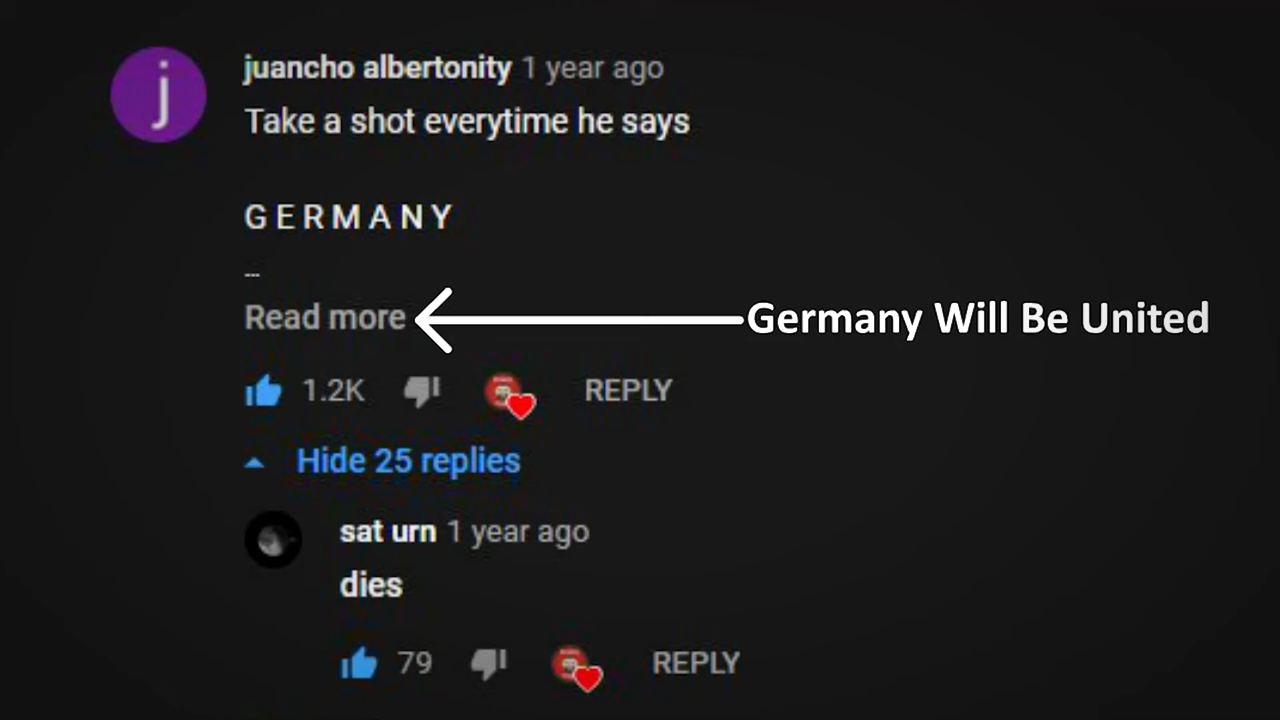 j
juancho albertonity 1 year ago
Take a shot everytime he says
G E R M A N Y
...
Read more
Germany Will Be United
1.2K
REPLY
Hide 25 replies
sat urn 1 year ago
dies
79
REPLY